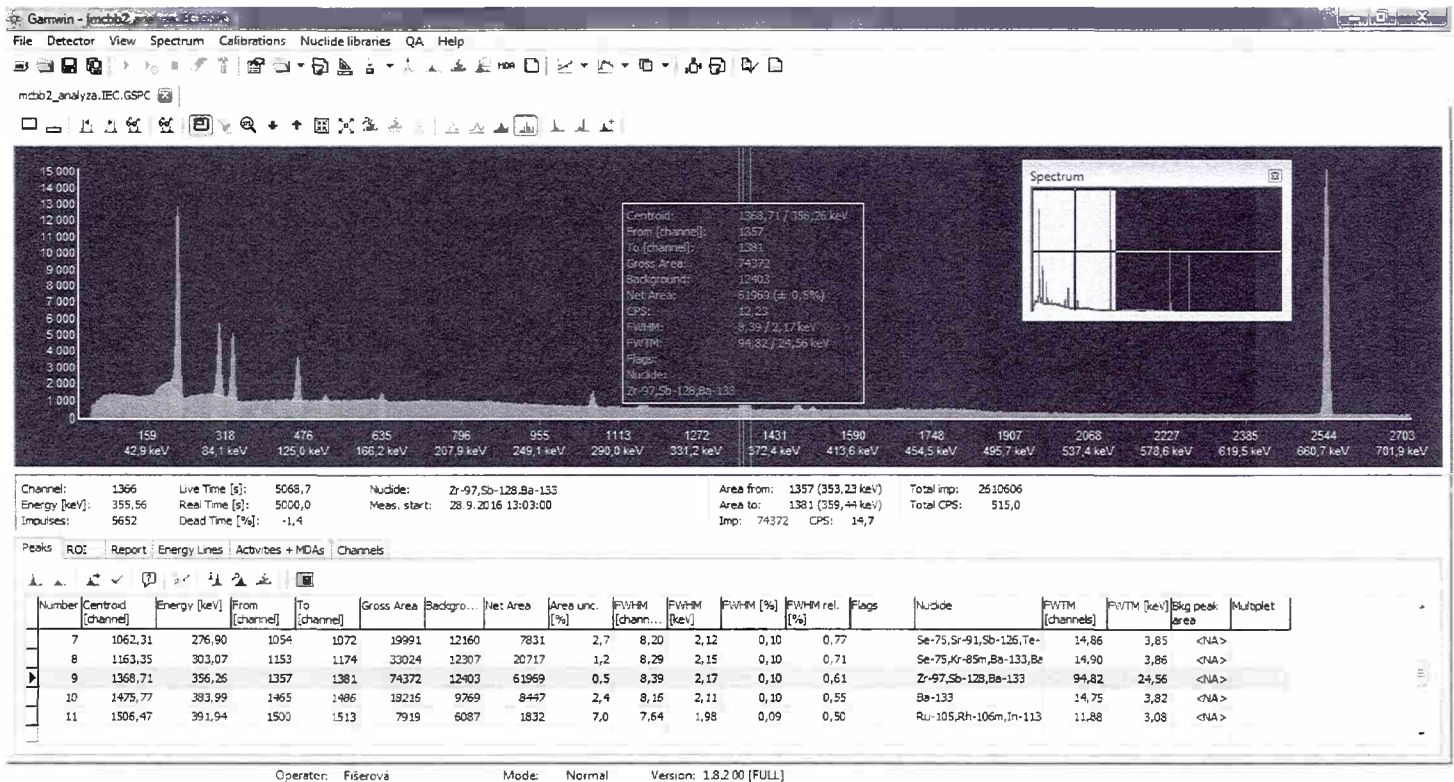 Gamwin -
File Detector View Spectrum Calibrations Nuclide libraries QA Help
MDA
mcbb2_analyza.IEC.GSPC
15 000
14 000
13 000
12 000
11 000
10 000
9 000
8 000
7 000
6 000
5 000
4 000
3 000
2 000
1 000
0
Centroid: 1368,71 / 356,26 keV
From [channel]: 1357
To [channel]: 1381
Gross Area: 74372
Background: 12403
Net Area: 61969 (± 0,5%)
CPS: 12,23
FWHM: 8,39 / 2,17 keV
FWTM: 94,82 / 24,56 keV
Flags:
Nuclide:
Zr-97,Sb-128,Ba-133
Spectrum
159 318 476 635 796 955 1113 1272 1431 1590 1748 1907 2068 2227 2385 2544 2703
42,9 keV 84,1 keV 125,0 keV 166,2 keV 207,9 keV 249,1 keV 290,0 keV 331,2 keV 372,4 keV 413,6 keV 454,5 keV 495,7 keV 537,4 keV 578,6 keV 619,5 keV 660,7 keV 701,9 keV
Channel: 1366 Live Time [s]: 5068,7 Nuclide: Zr-97,Sb-128,Ba-133 Area from: 1357 (353,23 keV) Total imp: 2610606
Energy [keV]: 355,56 Real Time [s]: 5000,0 Meas. start: 28.9.2016 13:03:00 Area to: 1381 (359,44 keV) Total CPS: 515,0
Impulses: 5652 Dead Time [%]: -1,4 Imp: 74372 CPS: 14,7
Peaks ROI Report Energy Lines Activities + MDAs Channels
Number Centroid [channel] Energy [keV] From [channel] To [channel] Gross Area Backgro... Net Area Area unc. [%] FWHM [chann... FWHM [keV] FWHM [%] FWHM rel. [%] Flags Nuclide FWTM [channels] FWTM [keV] Bkg peak area Multiplet
7 1062,31 276,90 1054 1072 19991 12160 7831 2,7 8,20 2,12 0,10 0,77 Se-75,Sr-91,Sb-126,Te- 14,86 3,85 <NA>
8 1163,35 303,07 1153 1174 33024 12307 20717 1,2 8,29 2,15 0,10 0,71 Se-75,Kr-85m,Ba-133,Ba 14,90 3,86 <NA>
9 1368,71 356,26 1357 1381 74372 12403 61969 0,5 8,39 2,17 0,10 0,61 Zr-97,Sb-128,Ba-133 94,82 24,56 <NA>
10 1475,77 383,99 1465 1486 18216 9769 8447 2,4 8,16 2,11 0,10 0,55 Ba-133 14,75 3,82 <NA>
11 1506,47 391,94 1500 1513 7919 6087 1832 7,0 7,64 1,98 0,09 0,50 Ru-105,Rh-106m,In-113 11,88 3,08 <NA>
Operater: Fišerová Mode: Normal Version: 1.8.2.00 [FULL]